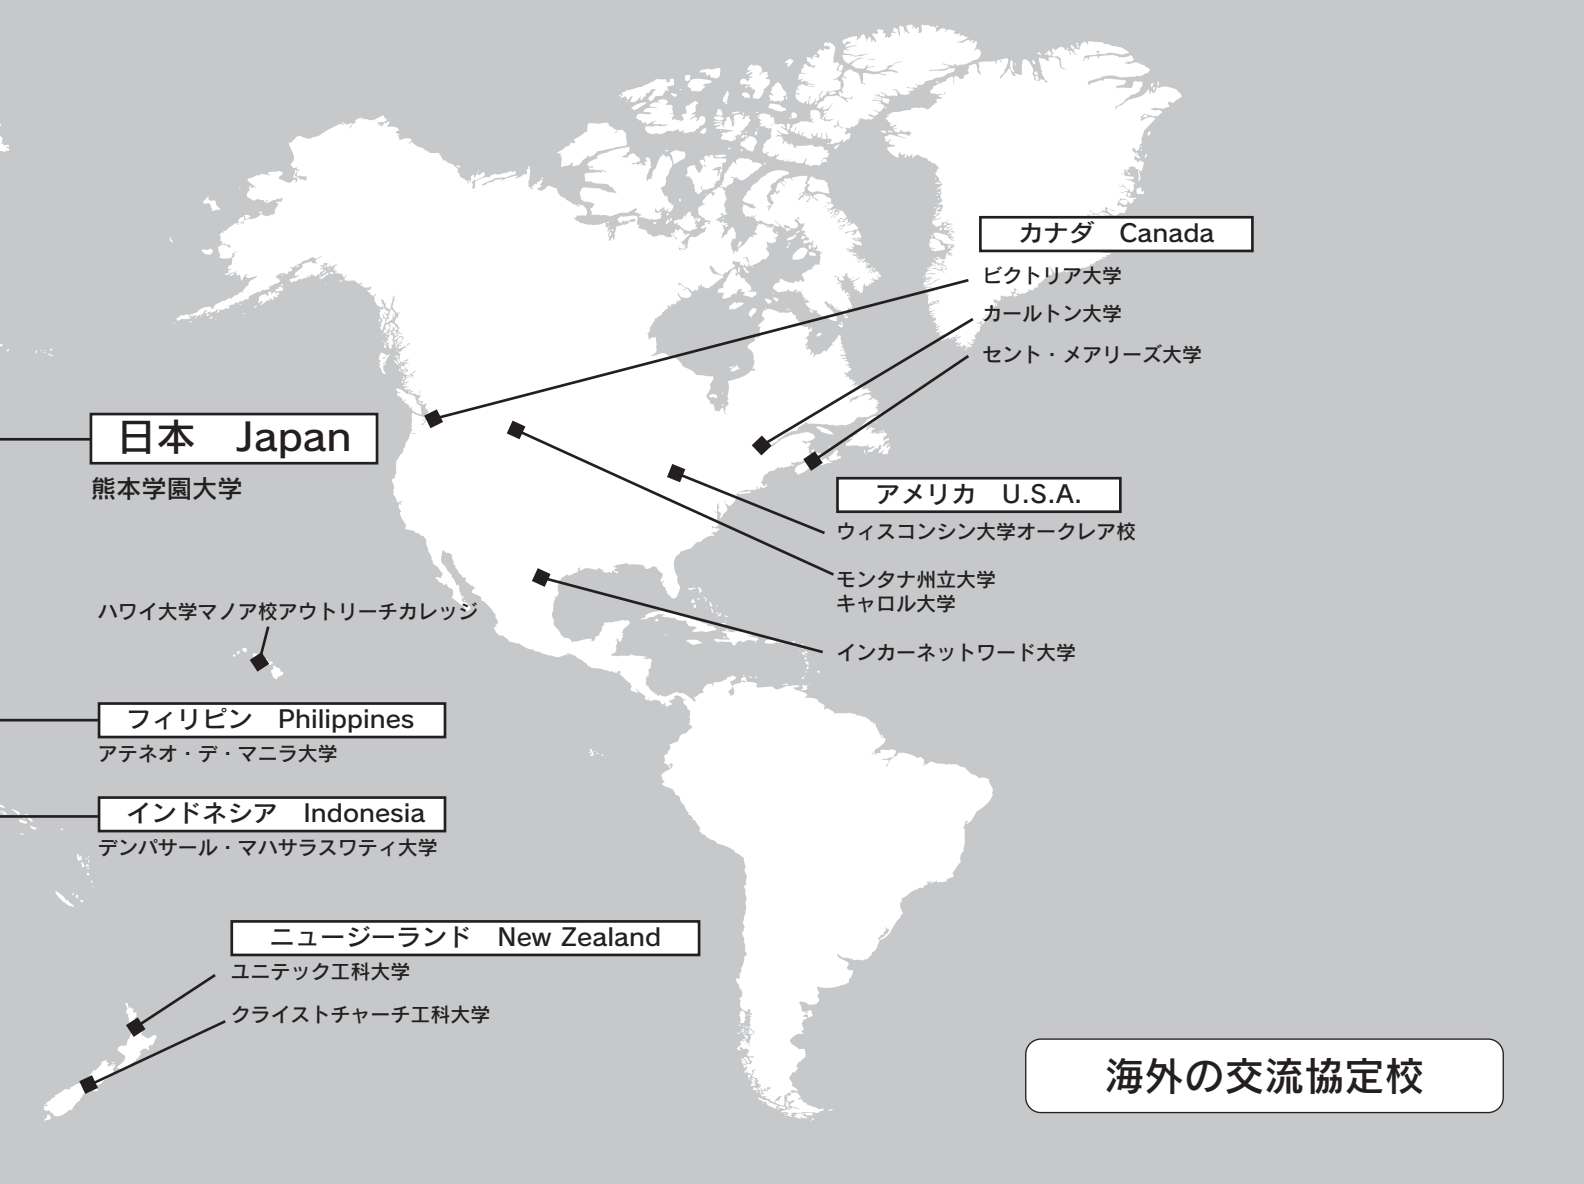 カナダ　Canada
ビクトリア大学
カールトン大学
セント・メアリーズ大学
日本　Japan
熊本学園大学
アメリカ　U.S.A.
ウィスコンシン大学オークレア校
モンタナ州立大学
キャロル大学
インカーネットワード大学
ハワイ大学マノア校アウトリーチカレッジ
フィリピン　Philippines
アテネオ・デ・マニラ大学
インドネシア　Indonesia
デンパサール・マハサラスワティ大学
ニュージーランド　New Zealand
ユニテック工科大学
クライストチャーチ工科大学
海外の交流協定校